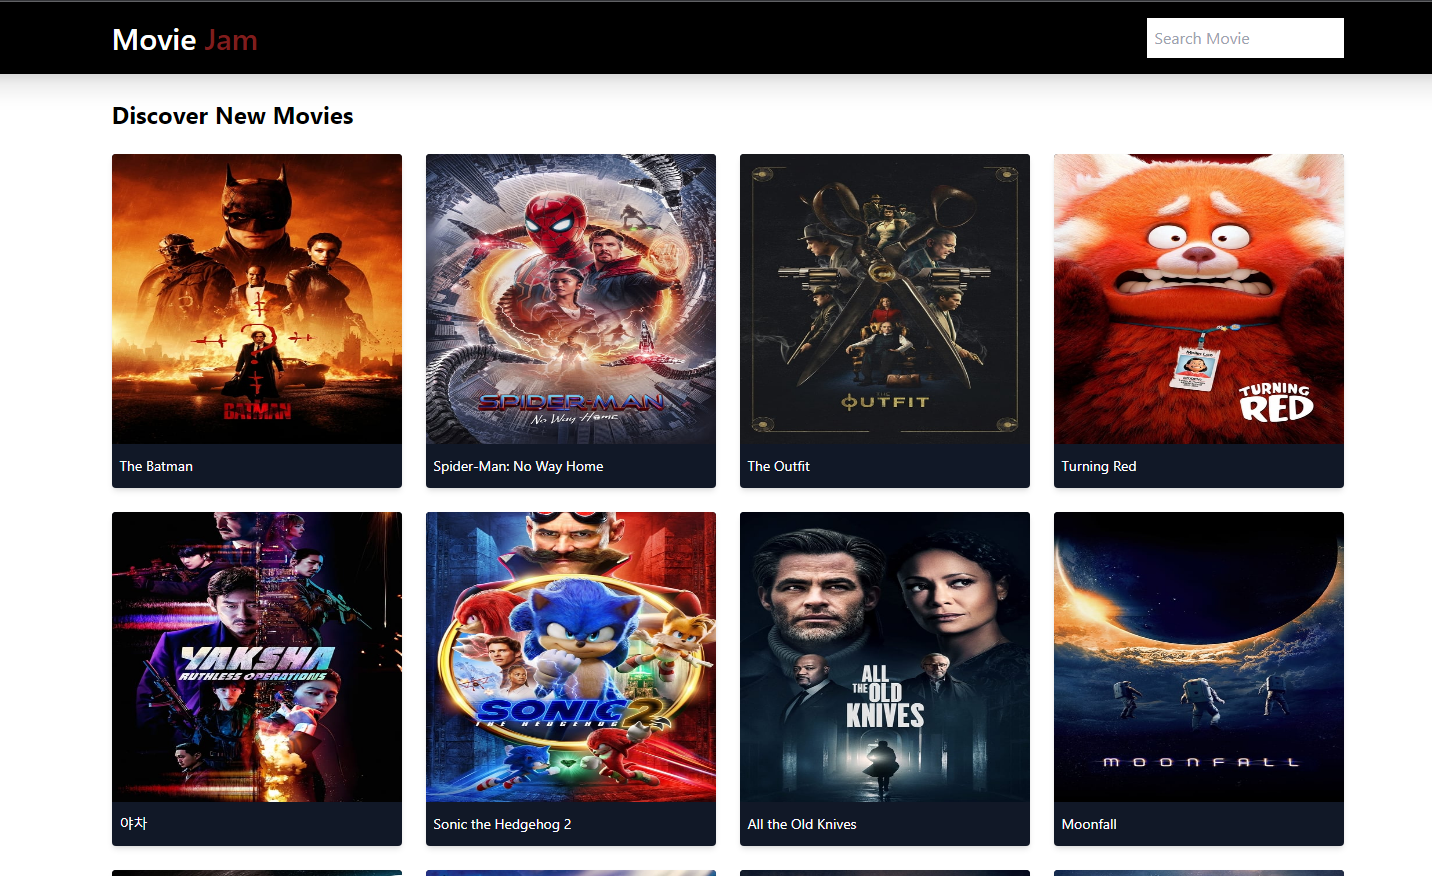 Movie Jam
Search Movie
Discover New Movies
THE
BATMAN
SPIDER-MAN
No Way Home
THE
OUTFIT
TURNING
RED
The Batman
Spider-Man: No Way Home
The Outfit
Turning Red
YAKSHA
RUTHLESS OPERATIONS
SONIC 2
THE HEDGEHOG
ALL
THE OLD
KNIVES
MOONFALL
야차
Sonic the Hedgehog 2
All the Old Knives
Moonfall